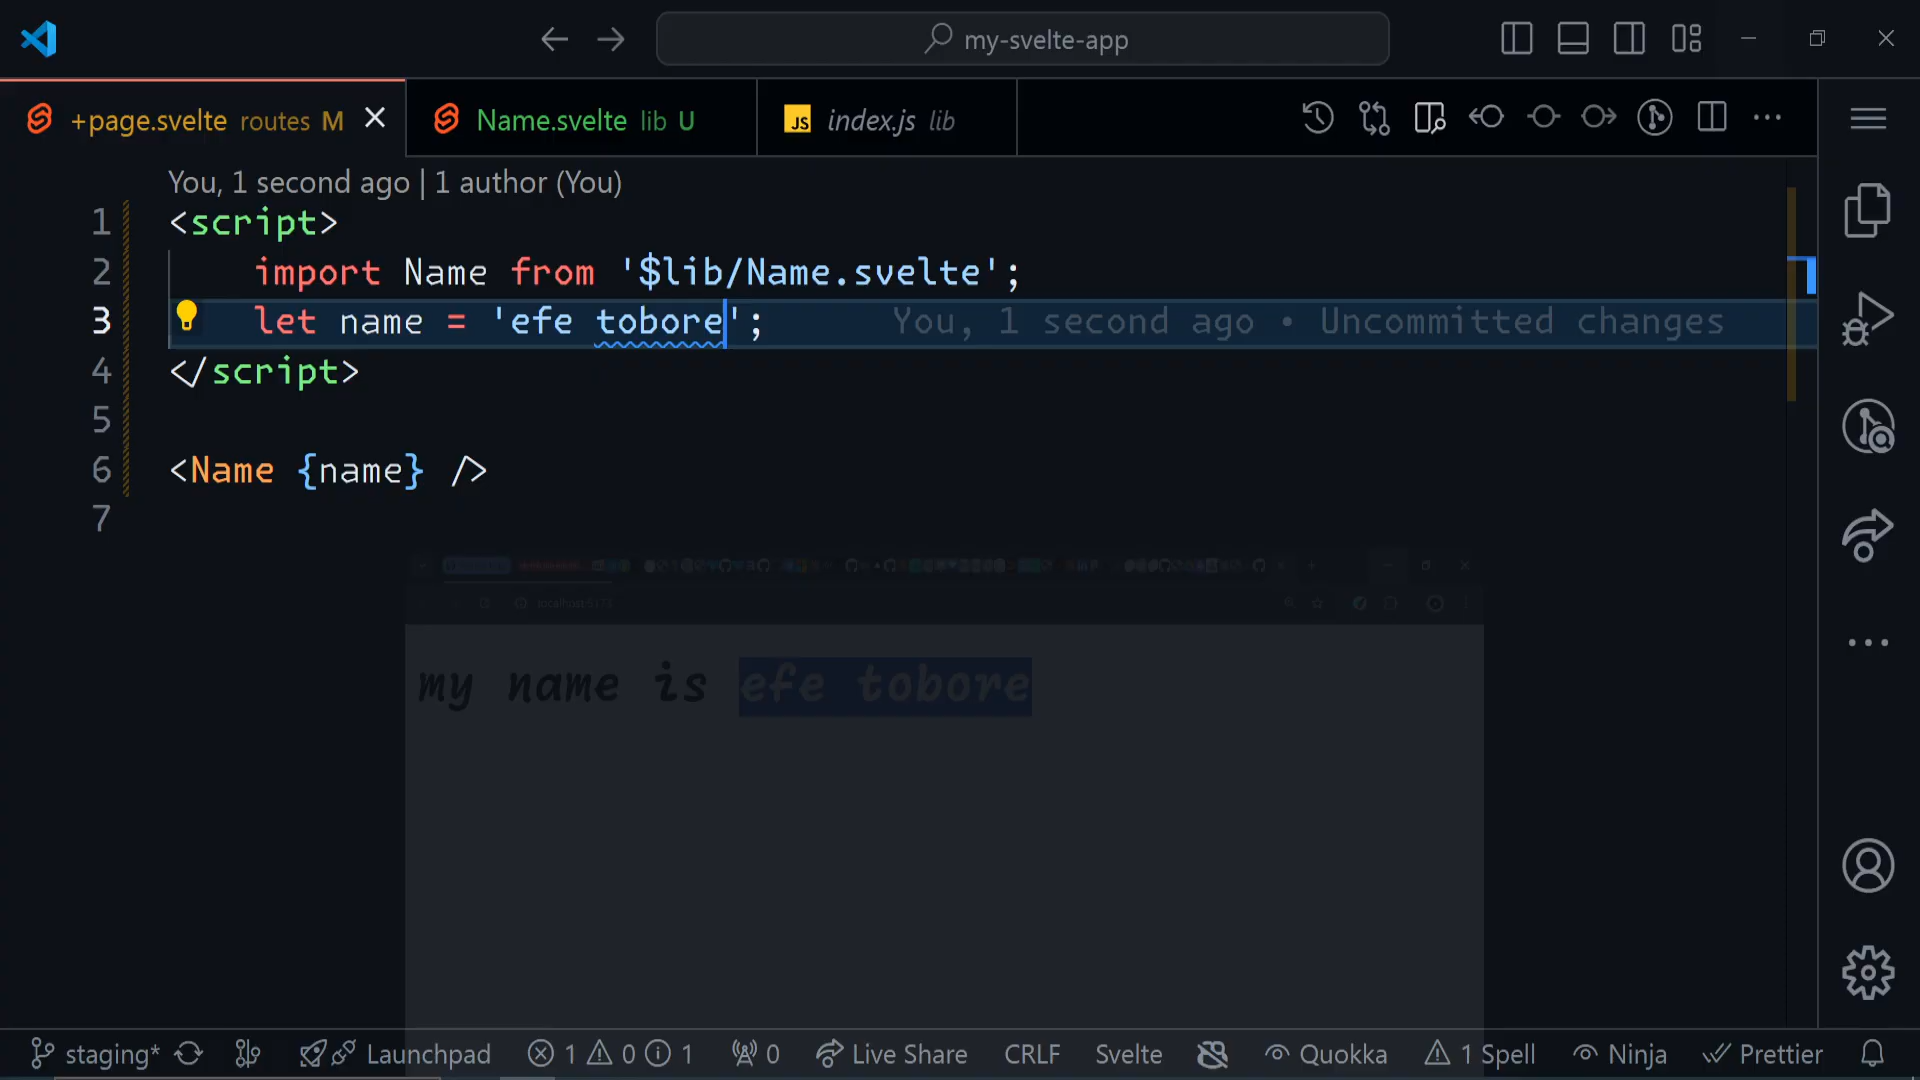 my-svelte-app
+page.svelte routes M
Name.svelte lib U
JS index.js lib
You, 1 second ago | 1 author (You)
1 <script>
2 import Name from '$lib/Name.svelte';
3 let name = 'efe tobore'; You, 1 second ago • Uncommitted changes
4 </script>
5
6 <Name {name} />
7
localhost:5173
my name is efe tobore
staging* Launchpad 1 0 1 0 Live Share CRLF Svelte Quokka 1 Spell Ninja Prettier